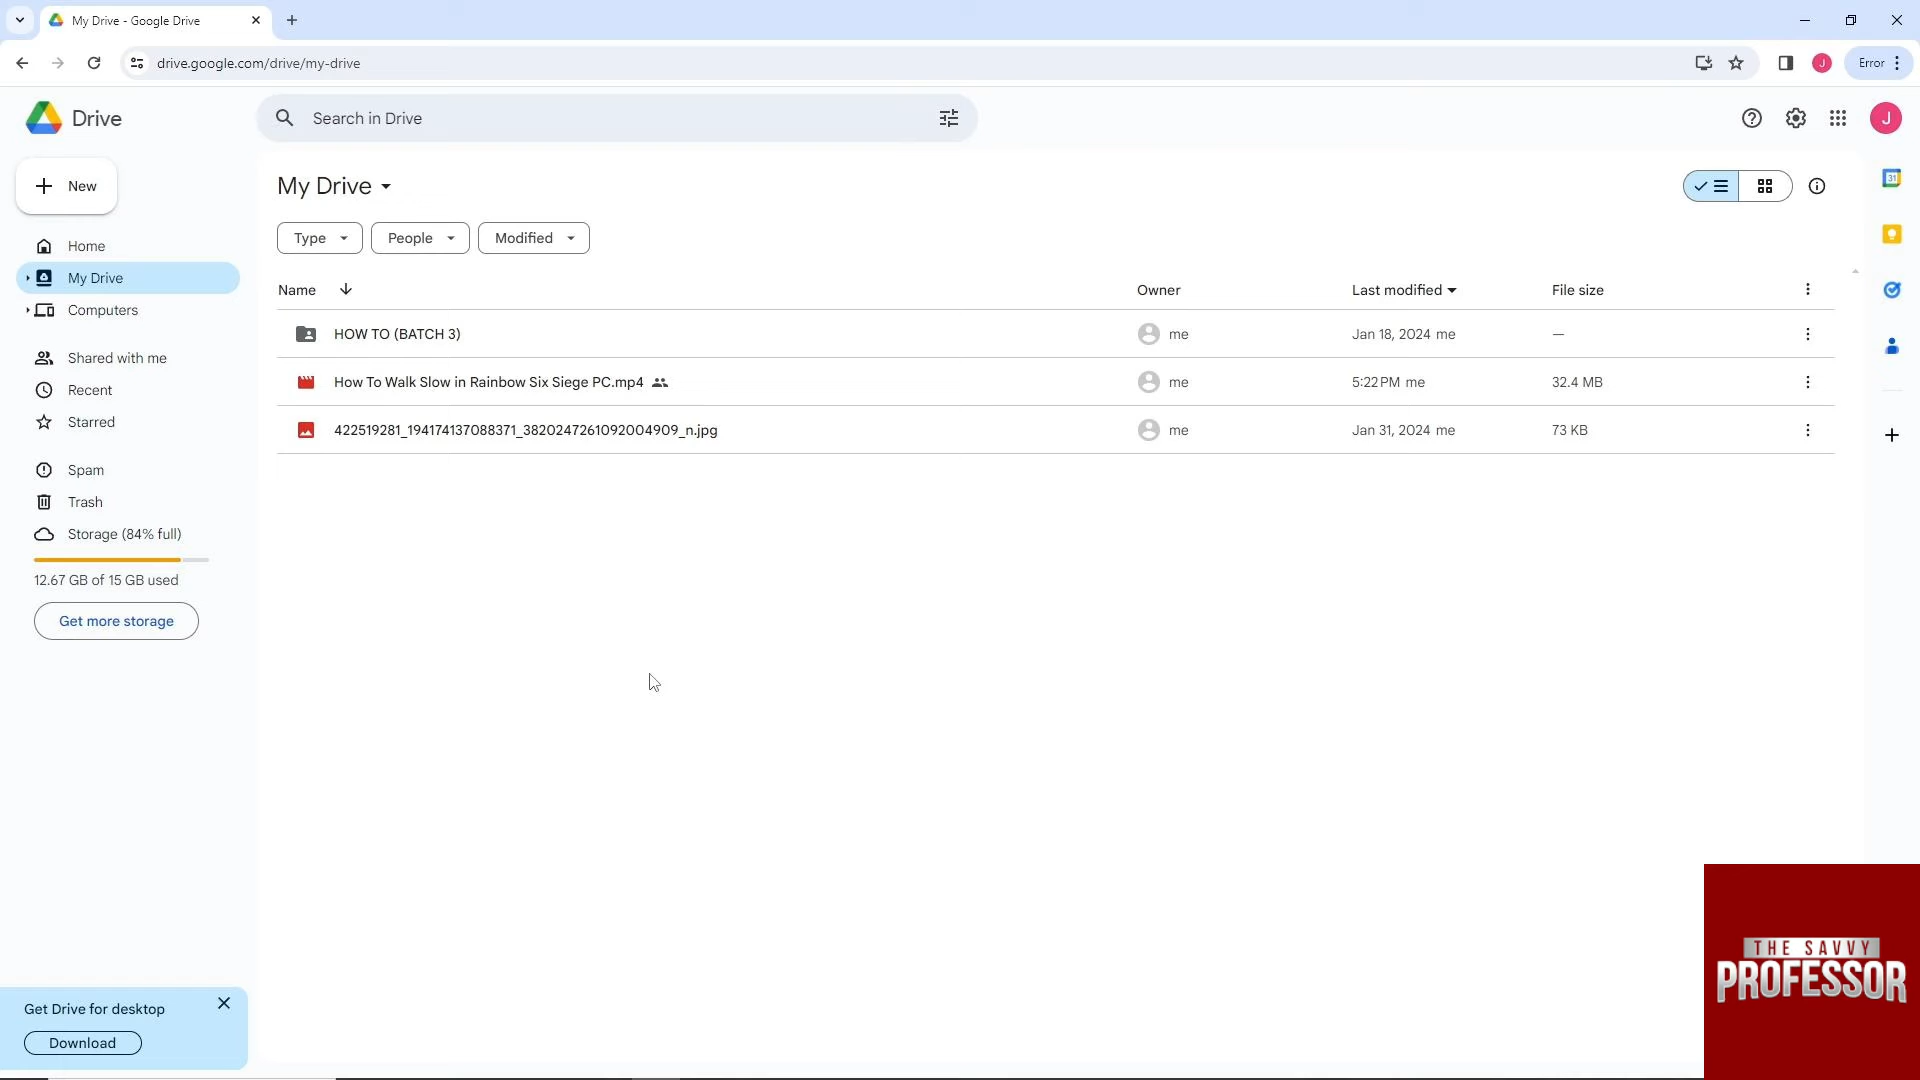 My Drive - Google Drive
drive.google.com/drive/my-drive
J
Error
Drive
Search in Drive
J
New
My Drive
31
Type
People
Modified
Home
My Drive
Computers
Shared with me
Recent
Starred
Spam
Trash
Storage (84% full)
12.67 GB of 15 GB used
Get more storage
Name
Owner
Last modified
File size
HOW TO (BATCH 3)
me
Jan 18, 2024 me
—
How To Walk Slow in Rainbow Six Siege PC.mp4
me
5:22 PM me
32.4 MB
422519281_194174137088371_3820247261092004909_n.jpg
me
Jan 31, 2024 me
73 KB
Get Drive for desktop
Download
THE SAVVY
PROFESSOR